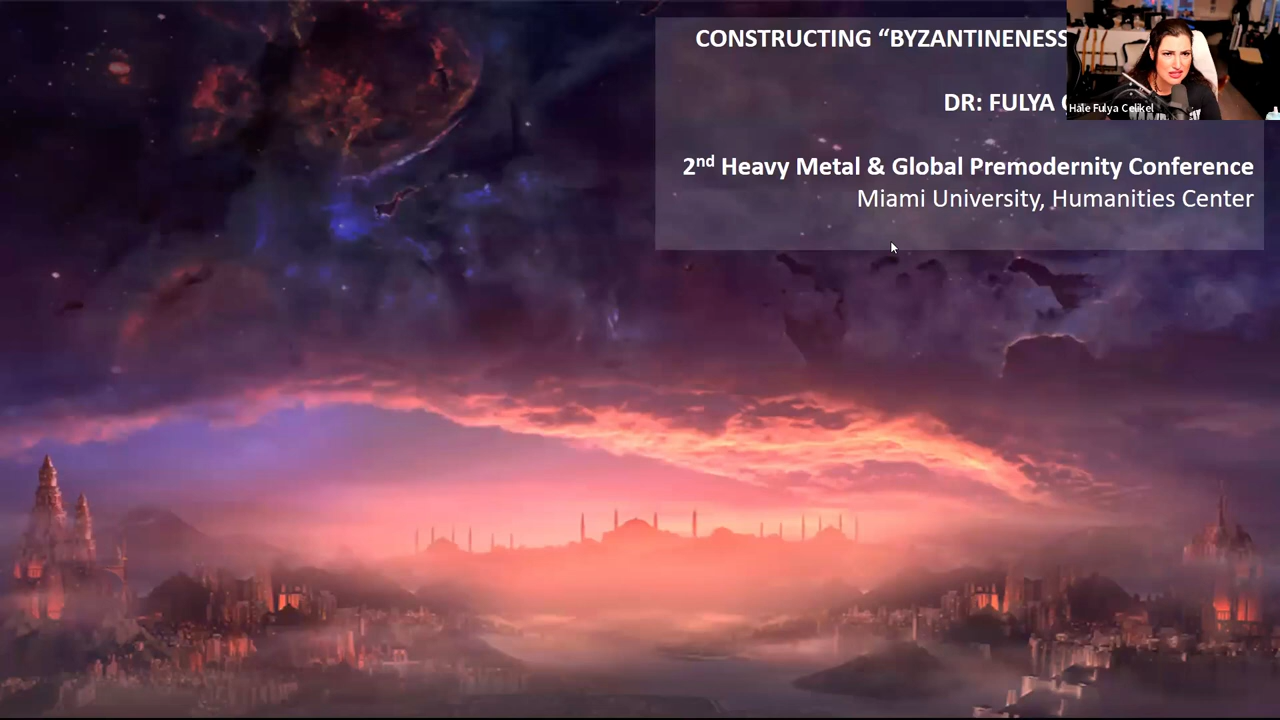 CONSTRUCTING “BYZANTINENESS
DR: FULYA
2nd Heavy Metal & Global Premodernity Conference
Miami University, Humanities Center
Hale Fulya Celikel